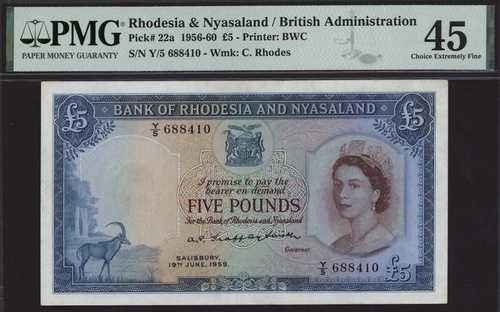 PMG
PAPER MONEY GUARANTY
Rhodesia & Nyasaland / British Administration
Pick# 22a 1956-60 £5 - Printer: BWC
S/N Y/5 688410 - Wmk: C. Rhodes
45
Choice Extremely Fine
BANK OF RHODESIA AND NYASALAND
£5
£5
Y/5 688410
I promise to pay the
bearer on demand
FIVE POUNDS
For the Bank of Rhodesia and Nyasaland
Governor.
SALISBURY,
19TH JUNE, 1959.
Y/5 688410
£5
£5